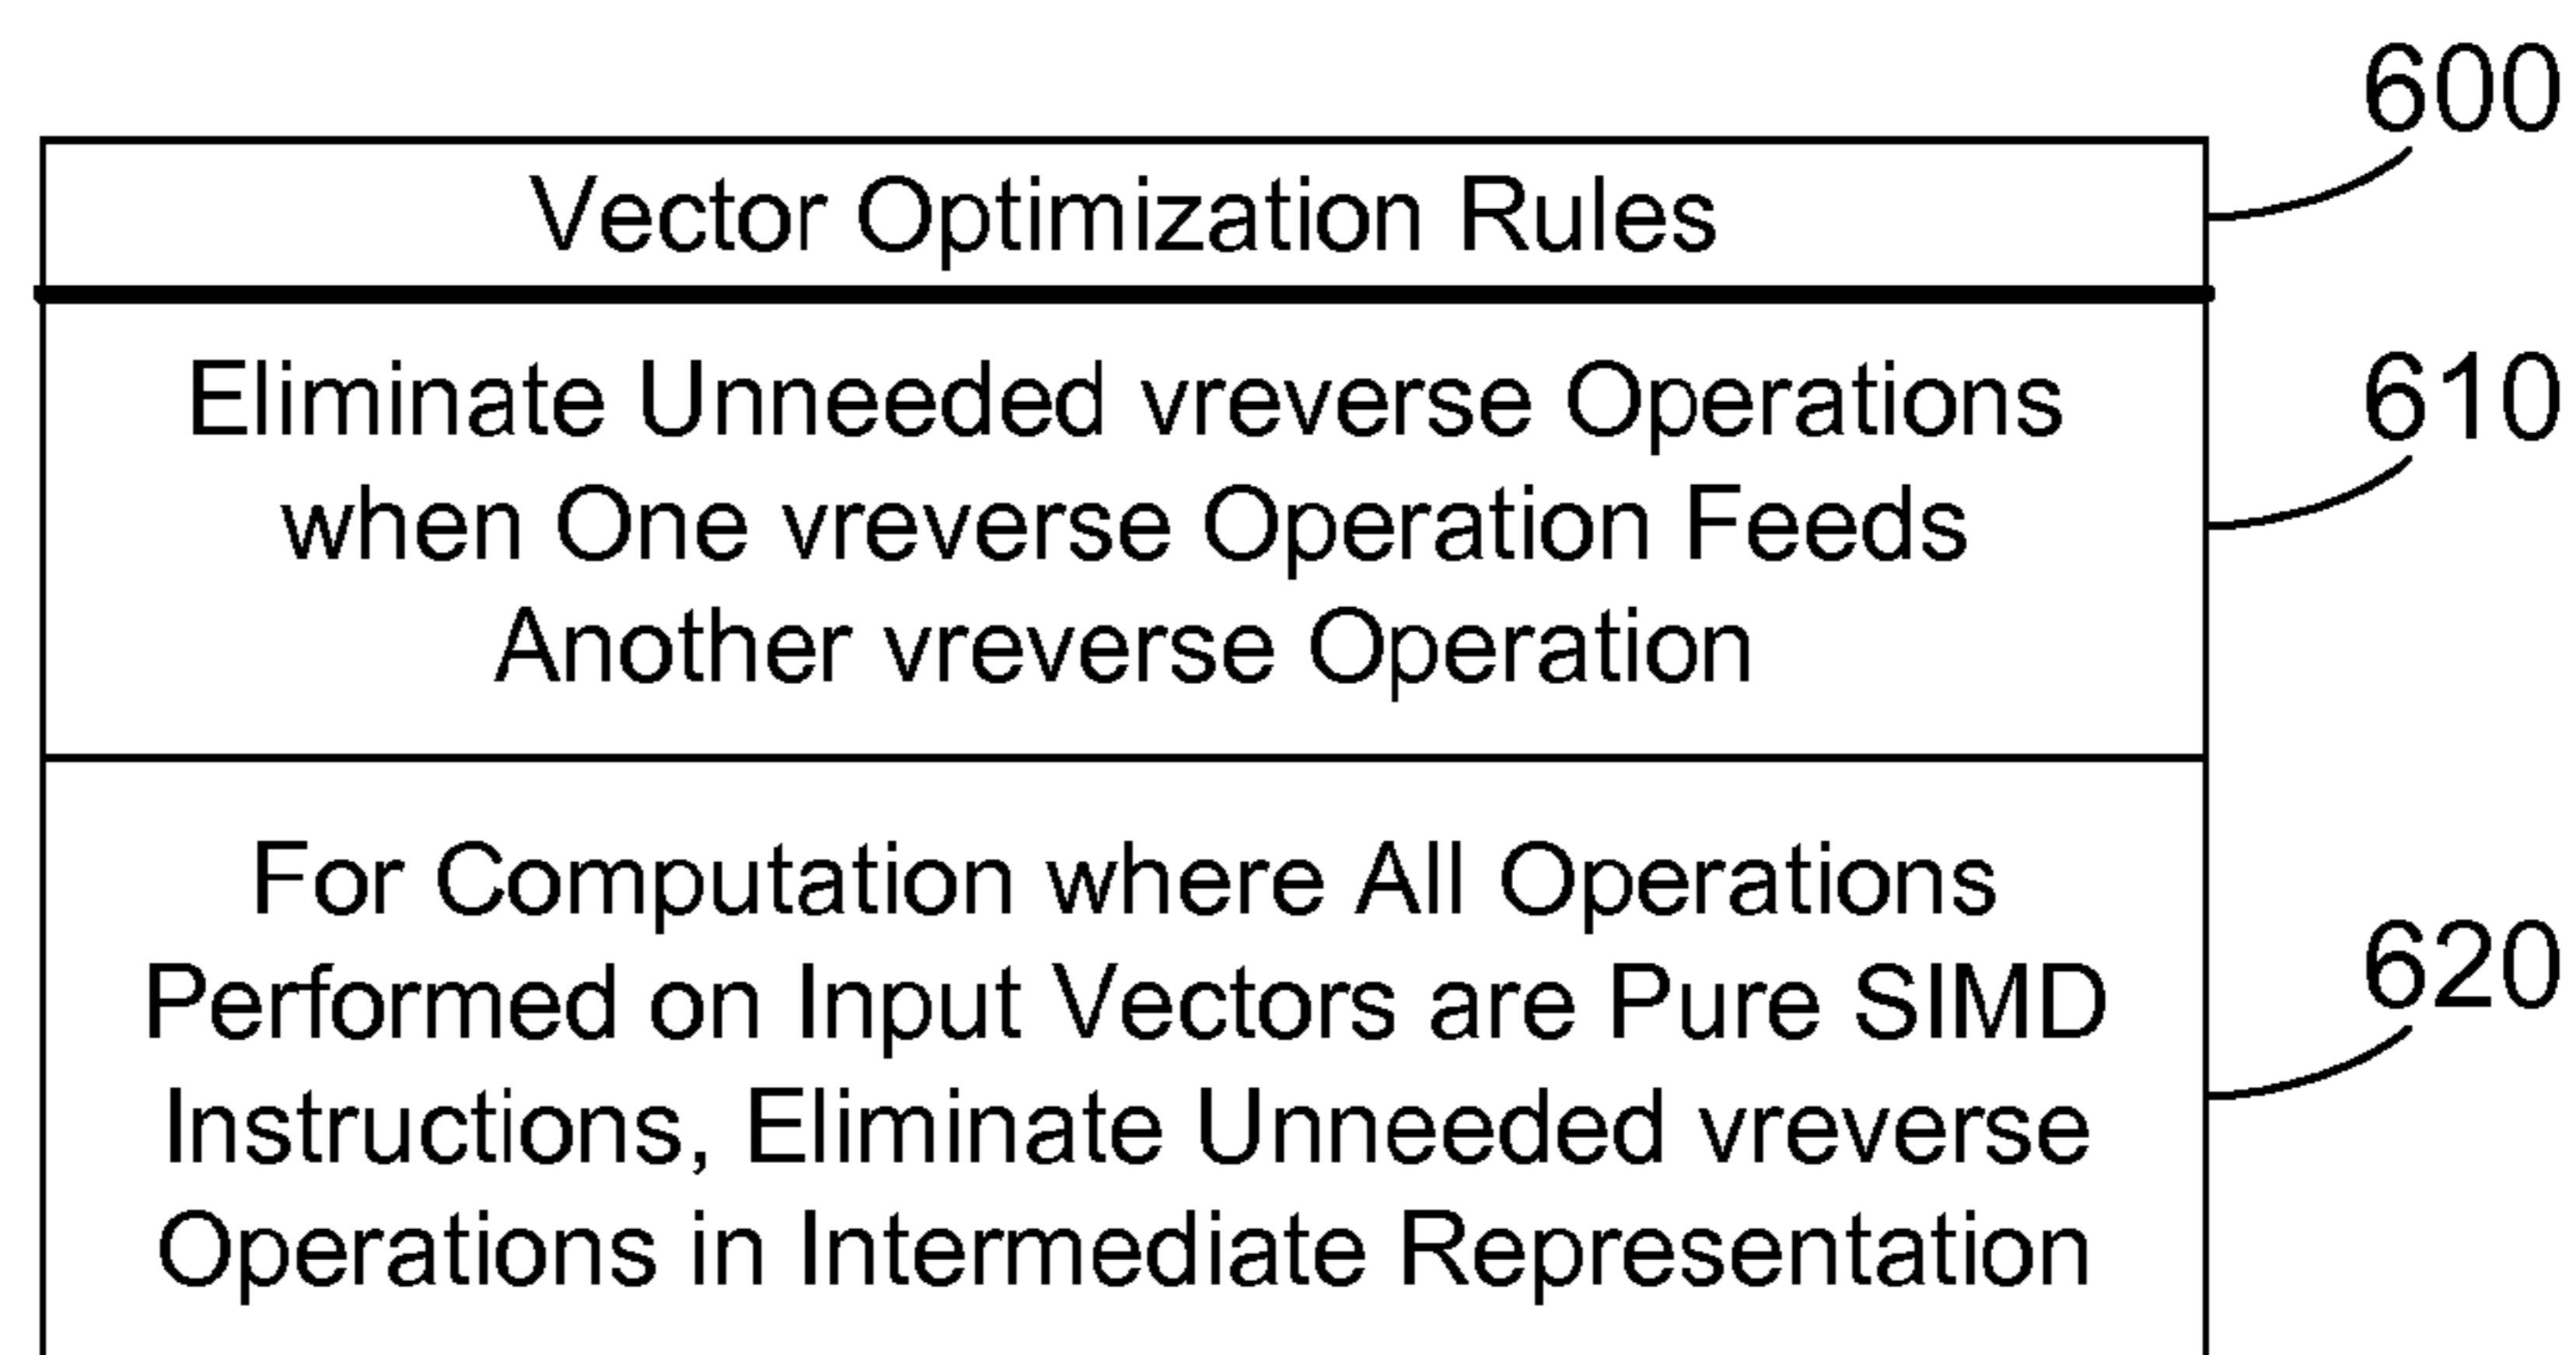 600
Vector Optimization Rules
Eliminate Unneeded vreverse Operations
when One vreverse Operation Feeds
Another vreverse Operation
610
For Computation where All Operations
Performed on Input Vectors are Pure SIMD
Instructions, Eliminate Unneeded vreverse
Operations in Intermediate Representation
620